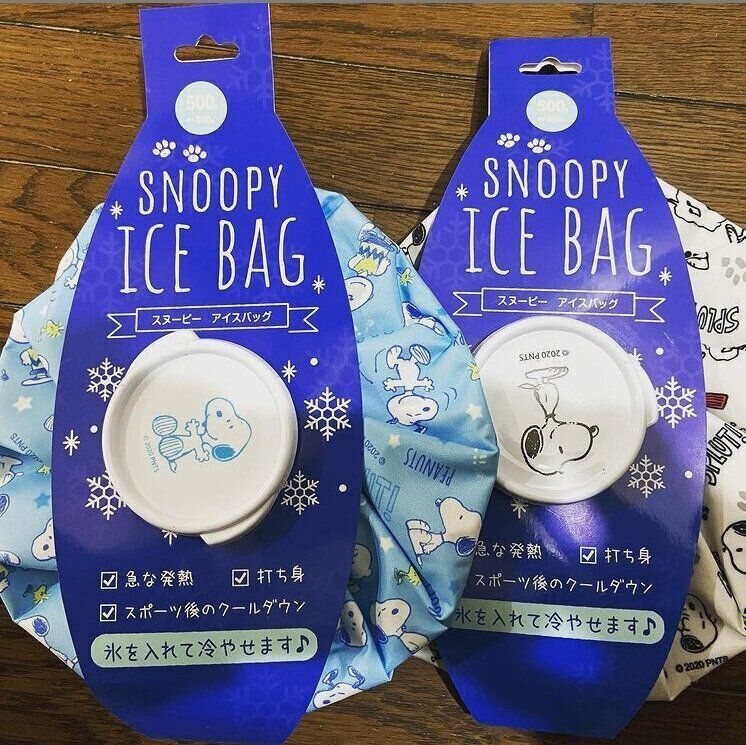 500
SNOOPY
ICE BAG
スヌーピー アイスバッグ
© 2020 PNTS
☑ 急な発熱 ☑ 打ち身
☑ スポーツ後のクールダウン
氷を入れて冷やせます♪
PEANUTS
500
SNOOPY
ICE BAG
スヌーピー アイスバッグ
© 2020 PNTS
急な発熱 ☑ 打ち身
スポーツ後のクールダウン
氷を入れて冷やせます♪
© 2020 PNTS